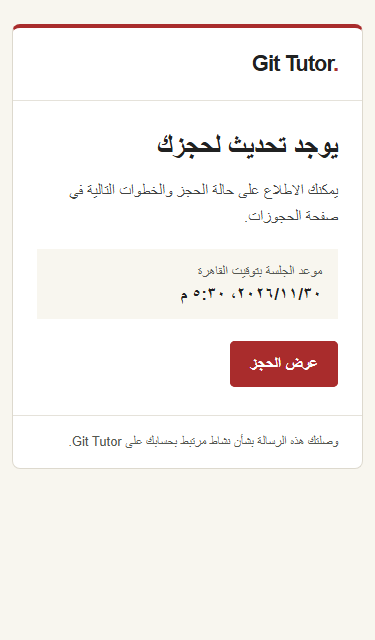 Git Tutor.
يوجد تحديث لحجزك
يمكنك الاطلاع على حالة الحجز والخطوات التالية في
صفحة الحجوزات.
موعد الجلسة بتوقيت القاهرة
٢٠٢٦/١١/٣٠، ٥:٣٠ م
عرض الحجز
وصلتك هذه الرسالة بشأن نشاط مرتبط بحسابك على Git Tutor.